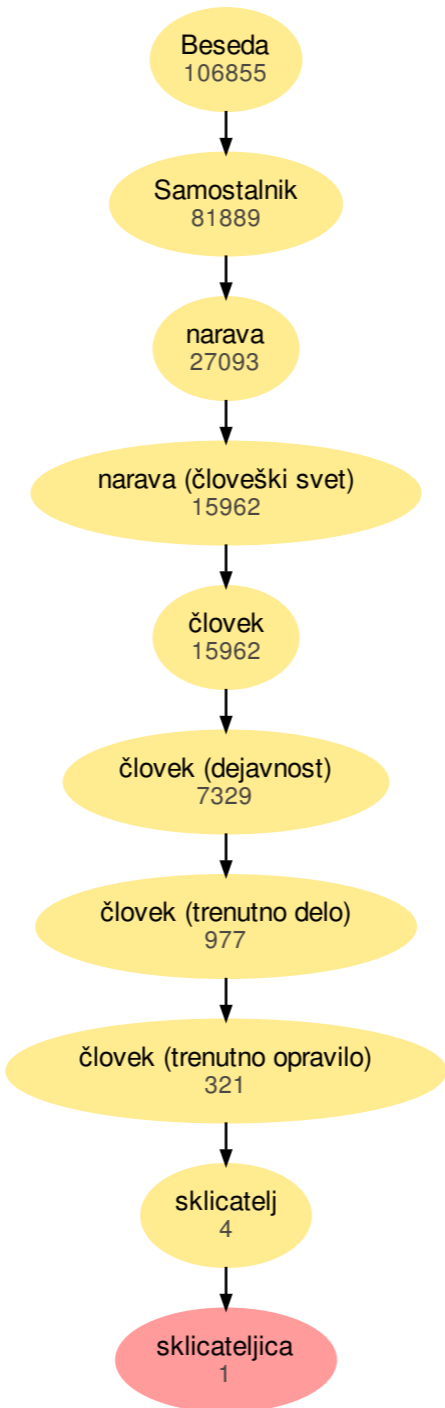 Beseda
106855
Samostalnik
81889
narava
27093
narava (človeški svet)
15962
človek
15962
človek (dejavnost)
7329
človek (trenutno delo)
977
človek (trenutno opravilo)
321
sklicatelj
4
sklicateljica
1